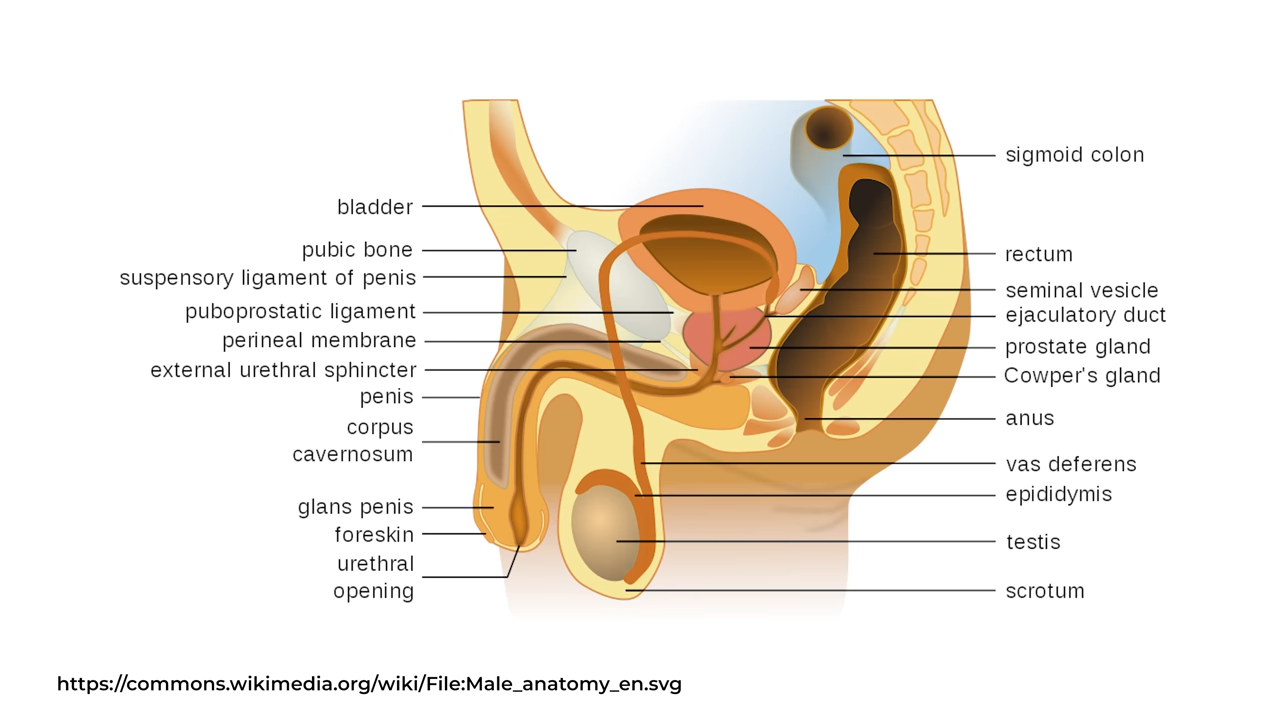 bladder
pubic bone
suspensory ligament of penis
puboprostatic ligament
perineal membrane
external urethral sphincter
penis
corpus
cavernosum
glans penis
foreskin
urethral
opening
sigmoid colon
rectum
seminal vesicle
ejaculatory duct
prostate gland
Cowper's gland
anus
vas deferens
epididymis
testis
scrotum
https://commons.wikimedia.org/wiki/File:Male_anatomy_en.svg